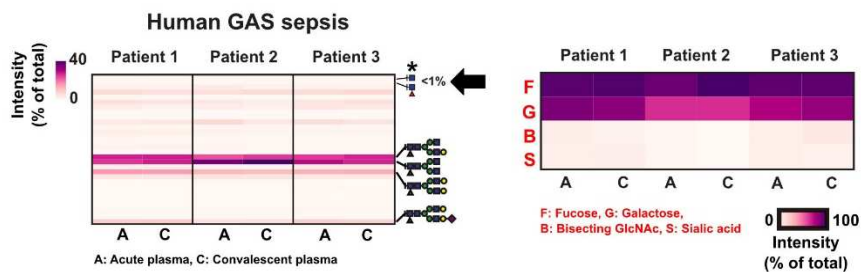 Human GAS sepsis
Patient 1 Patient 2 Patient 3
40
0
Intensity
(% of total)
*
<1%
A C A C A C
A: Acute plasma, C: Convalescent plasma
Patient 1 Patient 2 Patient 3
F
G
B
S
A C A C A C
F: Fucose, G: Galactose,
B: Bisecting GlcNAc, S: Sialic acid
0 100
Intensity
(% of total)